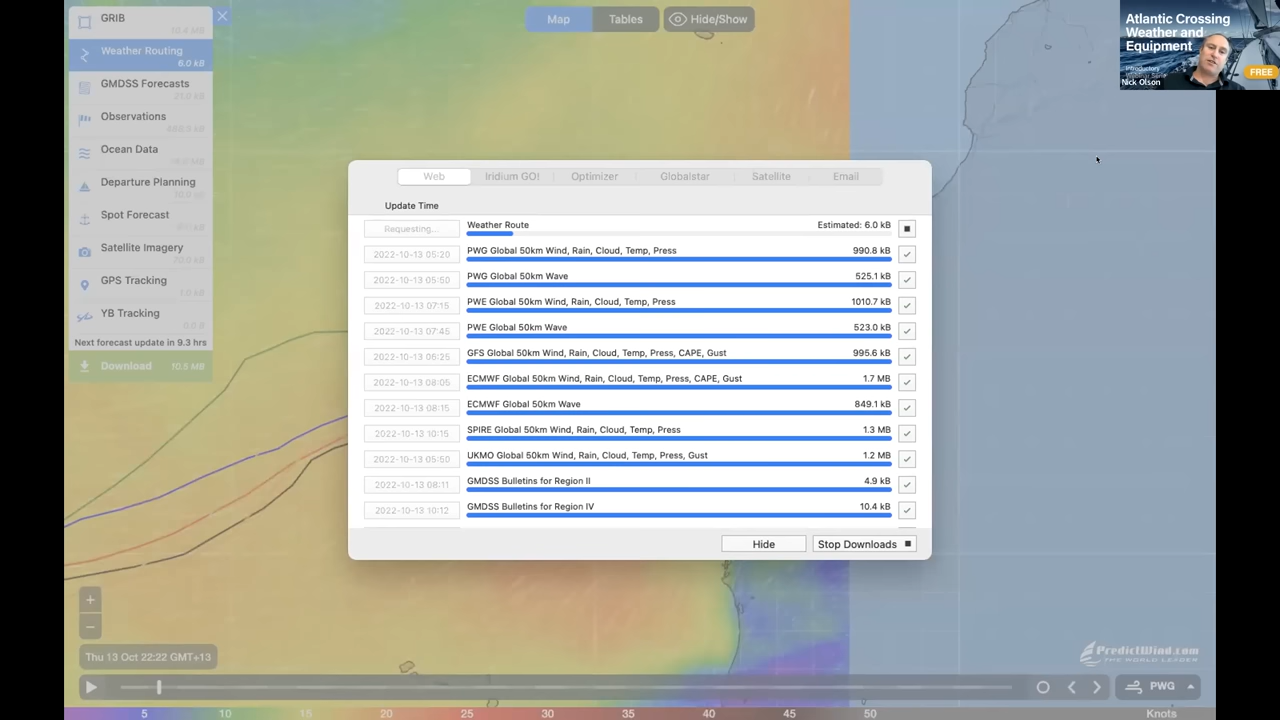 GRIB
10.4 MB
Weather Routing
6.0 kB
GMDSS Forecasts
Observations
Ocean Data
Departure Planning
Spot Forecast
Satellite Imagery
GPS Tracking
1.0 kB
YB Tracking
0.0 B
Next forecast update in 9.3 hrs
Download 10.5 MB
Map Tables Hide/Show
Atlantic Crossing
Weather and
Equipment
Introductory
FREE
Nick Olson
Web Iridium GO! Optimizer Globalstar Satellite Email
Update Time
Requesting... Weather Route Estimated: 6.0 kB
2022-10-13 05:20 PWG Global 50km Wind, Rain, Cloud, Temp, Press 990.8 kB
2022-10-13 05:50 PWG Global 50km Wave 525.1 kB
2022-10-13 07:15 PWE Global 50km Wind, Rain, Cloud, Temp, Press 1010.7 kB
2022-10-13 07:45 PWE Global 50km Wave 523.0 kB
2022-10-13 06:25 GFS Global 50km Wind, Rain, Cloud, Temp, Press, CAPE, Gust 995.6 kB
2022-10-13 08:05 ECMWF Global 50km Wind, Rain, Cloud, Temp, Press, CAPE, Gust 1.7 MB
2022-10-13 08:15 ECMWF Global 50km Wave 849.1 kB
2022-10-13 10:15 SPIRE Global 50km Wind, Rain, Cloud, Temp, Press 1.3 MB
2022-10-13 05:50 UKMO Global 50km Wind, Rain, Cloud, Temp, Press, Gust 1.2 MB
2022-10-13 08:11 GMDSS Bulletins for Region II 4.9 kB
2022-10-13 10:12 GMDSS Bulletins for Region IV 10.4 kB
Hide Stop Downloads
+
−
Thu 13 Oct 22:22 GMT+13
PredictWind.com
THE WORLD LEADER
PWG
5 10 15 20 25 30 35 40 45 50 Knots